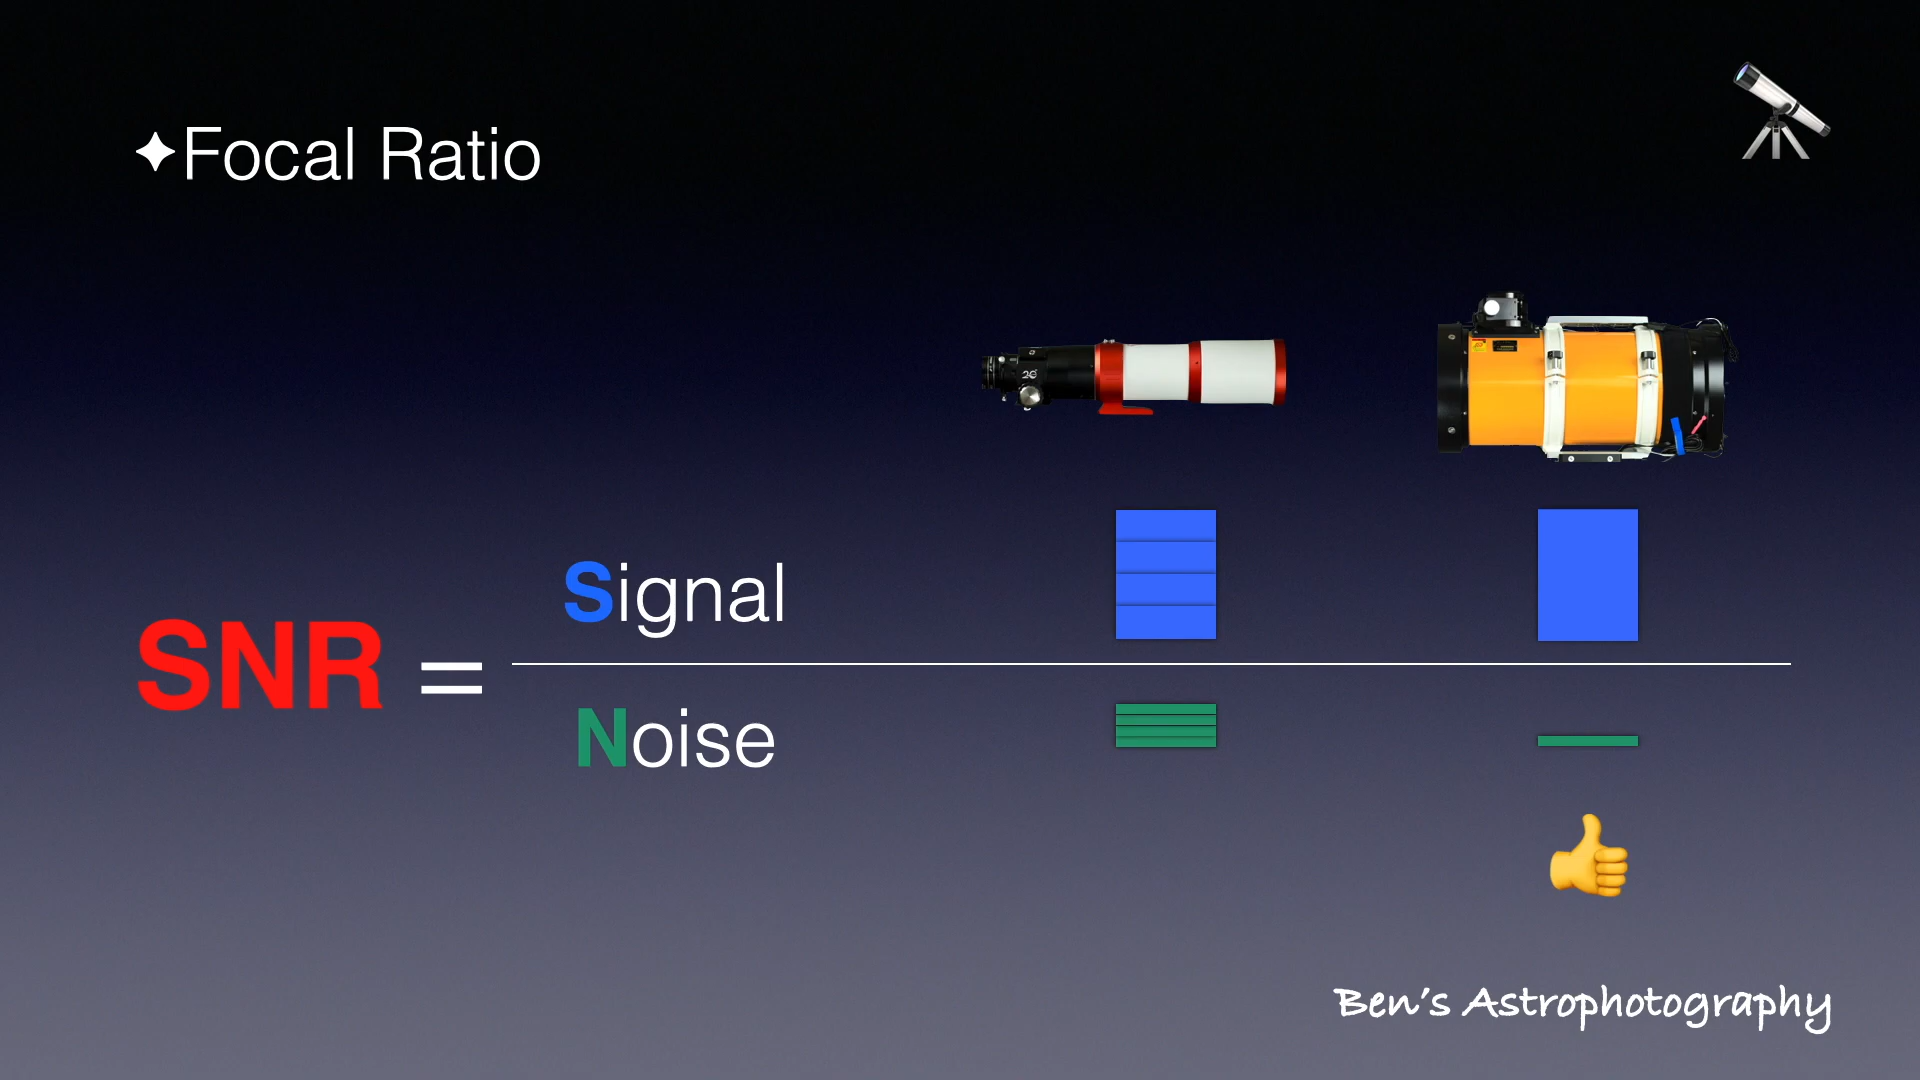 ✦Focal Ratio
SNR =
Signal
Noise
Ben's Astrophotography